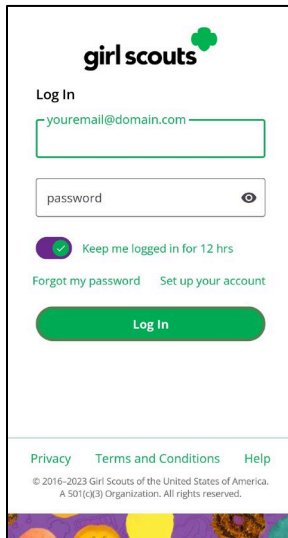 girl scouts
Log In
youremail@domain.com
password
Keep me logged in for 12 hrs
Forgot my password Set up your account
Log In
Privacy Terms and Conditions Help
© 2016–2023 Girl Scouts of the United States of America.
A 501(c)(3) Organization. All rights reserved.